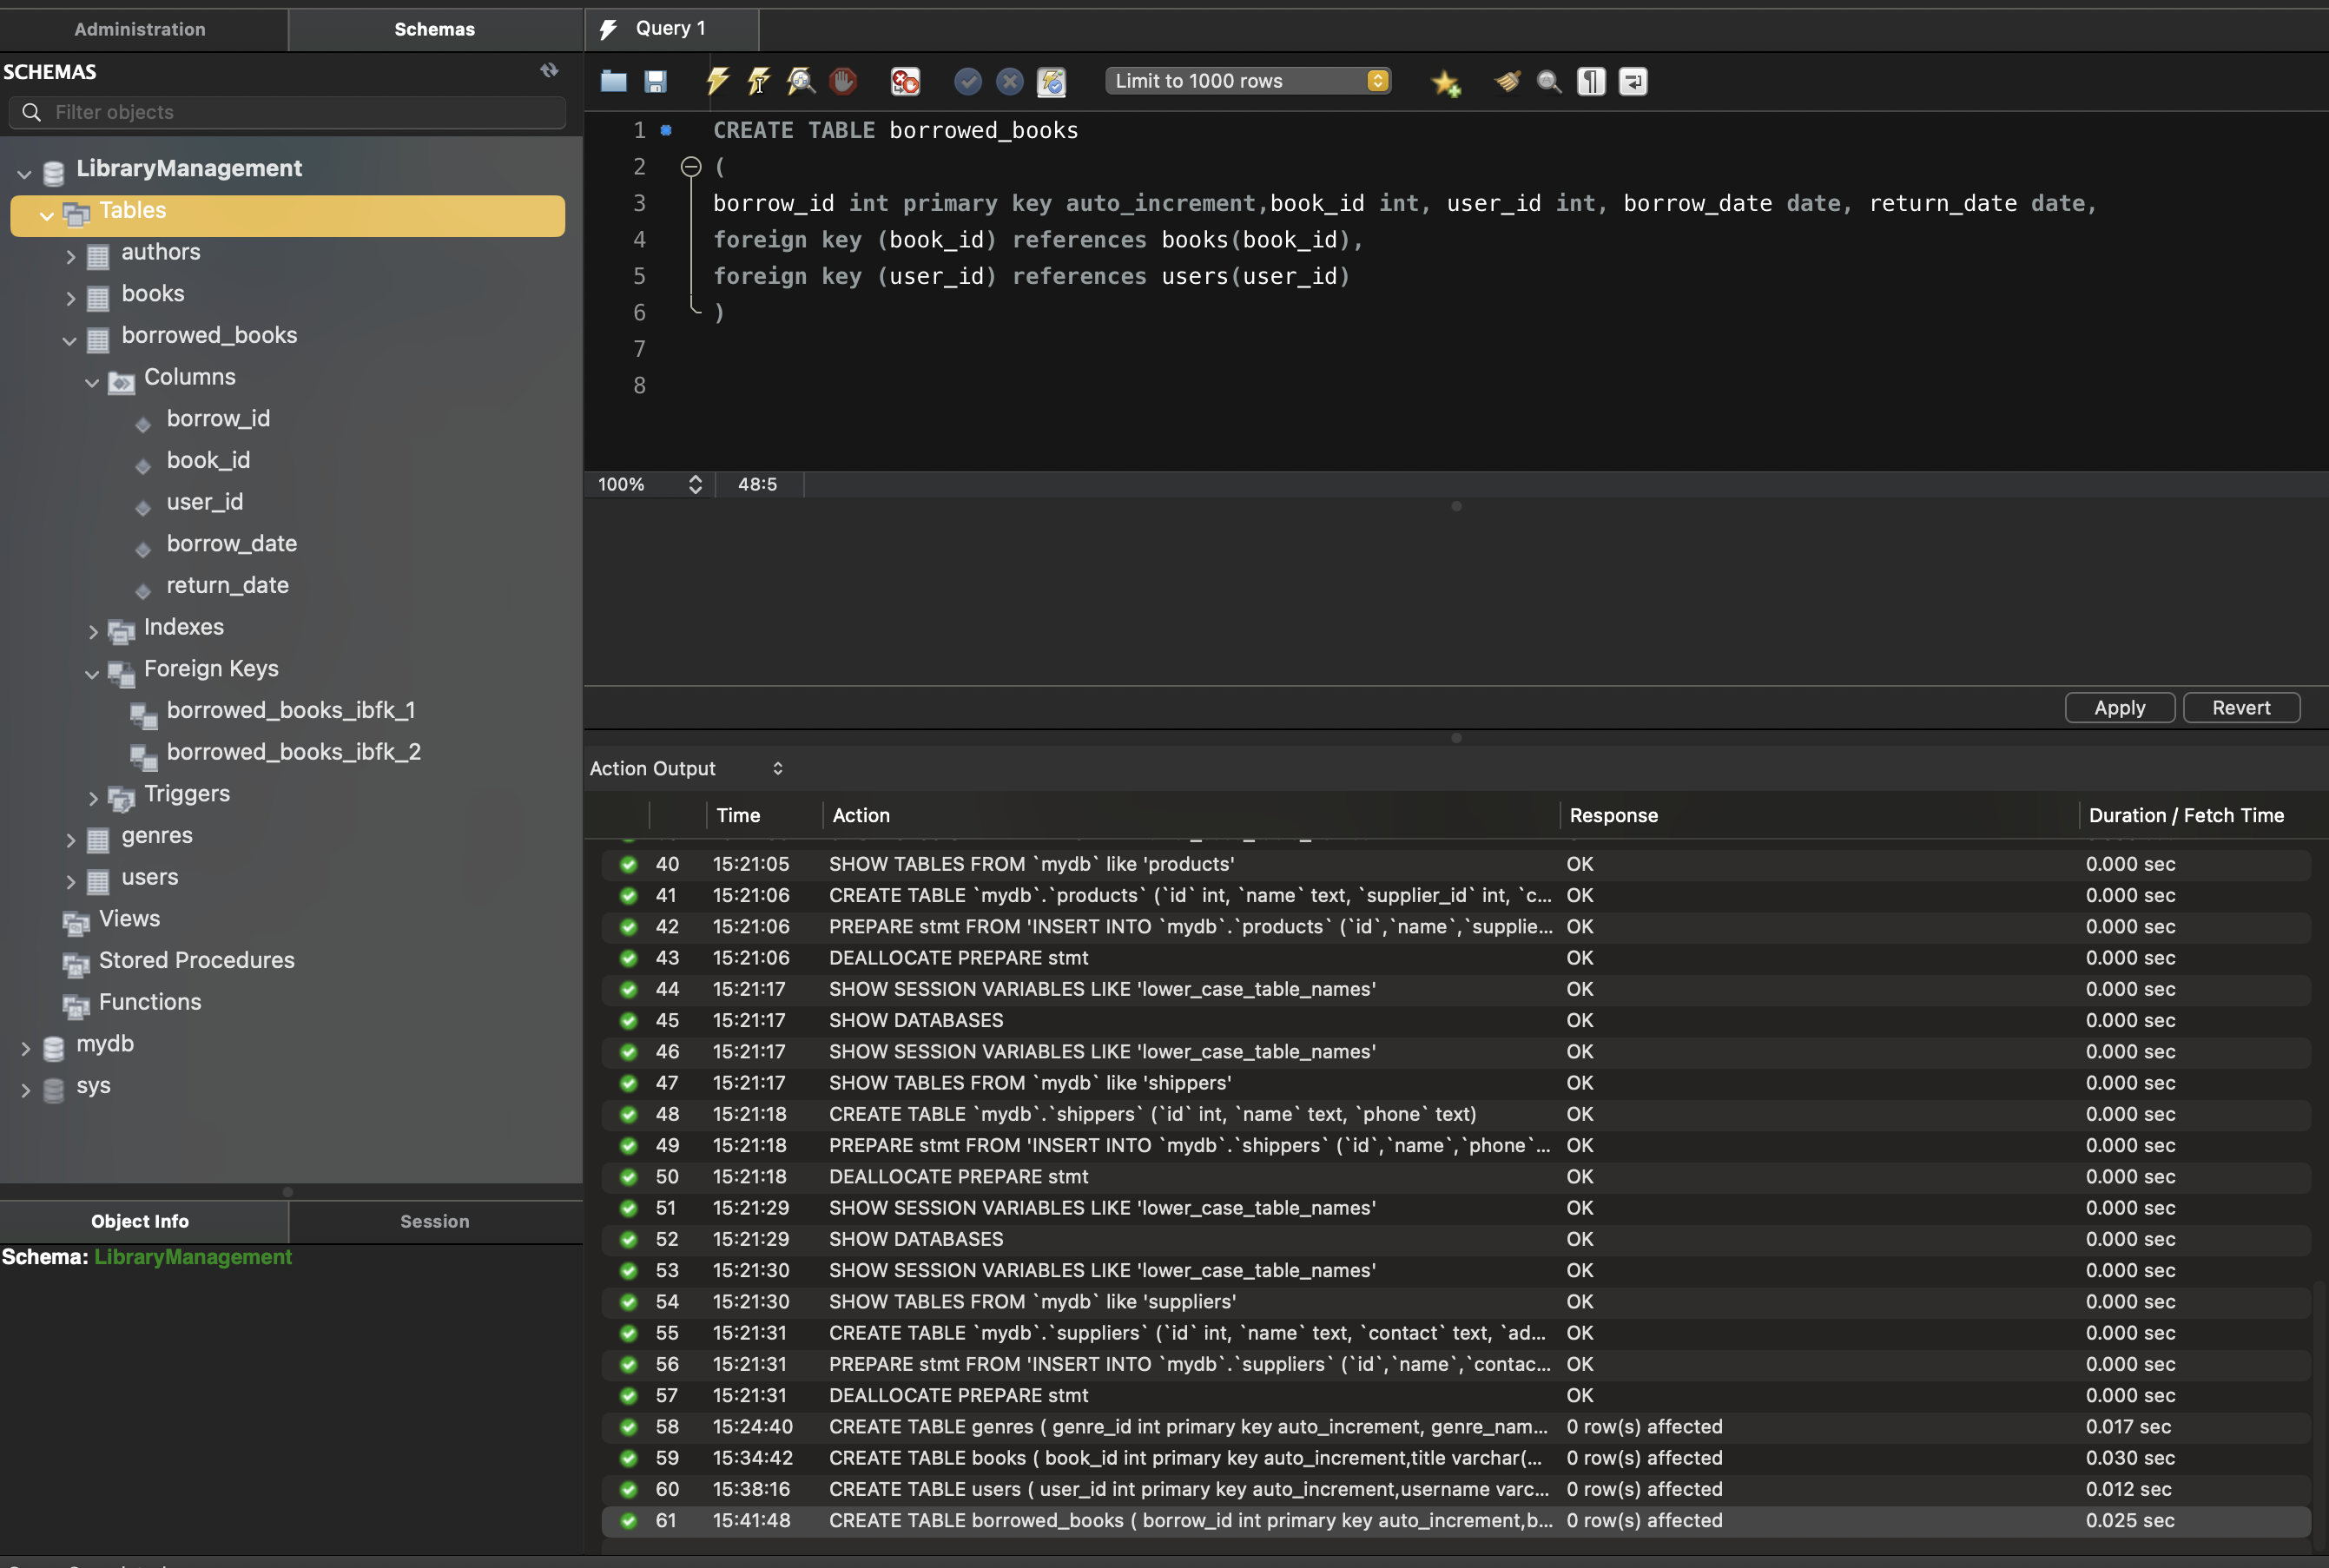 Administration
Schemas
SCHEMAS
Filter objects
LibraryManagement
Tables
authors
books
borrowed_books
Columns
borrow_id
book_id
user_id
borrow_date
return_date
Indexes
Foreign Keys
borrowed_books_ibfk_1
borrowed_books_ibfk_2
Triggers
genres
users
Views
Stored Procedures
Functions
mydb
sys
Object Info
Session
Schema: LibraryManagement
Query 1
Limit to 1000 rows
1 CREATE TABLE borrowed_books
2 (
3 borrow_id int primary key auto_increment,book_id int, user_id int, borrow_date date, return_date date,
4 foreign key (book_id) references books(book_id),
5 foreign key (user_id) references users(user_id)
6 )
7
8
100% 48:5
Apply
Revert
Action Output
Time Action Response Duration / Fetch Time
40 15:21:05 SHOW TABLES FROM `mydb` like 'products' OK 0.000 sec
41 15:21:06 CREATE TABLE `mydb`.`products` (`id` int, `name` text, `supplier_id` int, `c... OK 0.000 sec
42 15:21:06 PREPARE stmt FROM 'INSERT INTO `mydb`.`products` (`id`,`name`,`supplie... OK 0.000 sec
43 15:21:06 DEALLOCATE PREPARE stmt OK 0.000 sec
44 15:21:17 SHOW SESSION VARIABLES LIKE 'lower_case_table_names' OK 0.000 sec
45 15:21:17 SHOW DATABASES OK 0.000 sec
46 15:21:17 SHOW SESSION VARIABLES LIKE 'lower_case_table_names' OK 0.000 sec
47 15:21:17 SHOW TABLES FROM `mydb` like 'shippers' OK 0.000 sec
48 15:21:18 CREATE TABLE `mydb`.`shippers` (`id` int, `name` text, `phone` text) OK 0.000 sec
49 15:21:18 PREPARE stmt FROM 'INSERT INTO `mydb`.`shippers` (`id`,`name`,`phone`... OK 0.000 sec
50 15:21:18 DEALLOCATE PREPARE stmt OK 0.000 sec
51 15:21:29 SHOW SESSION VARIABLES LIKE 'lower_case_table_names' OK 0.000 sec
52 15:21:29 SHOW DATABASES OK 0.000 sec
53 15:21:30 SHOW SESSION VARIABLES LIKE 'lower_case_table_names' OK 0.000 sec
54 15:21:30 SHOW TABLES FROM `mydb` like 'suppliers' OK 0.000 sec
55 15:21:31 CREATE TABLE `mydb`.`suppliers` (`id` int, `name` text, `contact` text, `ad... OK 0.000 sec
56 15:21:31 PREPARE stmt FROM 'INSERT INTO `mydb`.`suppliers` (`id`,`name`,`contac... OK 0.000 sec
57 15:21:31 DEALLOCATE PREPARE stmt OK 0.000 sec
58 15:24:40 CREATE TABLE genres ( genre_id int primary key auto_increment, genre_nam... 0 row(s) affected 0.017 sec
59 15:34:42 CREATE TABLE books ( book_id int primary key auto_increment,title varchar(... 0 row(s) affected 0.030 sec
60 15:38:16 CREATE TABLE users ( user_id int primary key auto_increment,username varc... 0 row(s) affected 0.012 sec
61 15:41:48 CREATE TABLE borrowed_books ( borrow_id int primary key auto_increment,b... 0 row(s) affected 0.025 sec